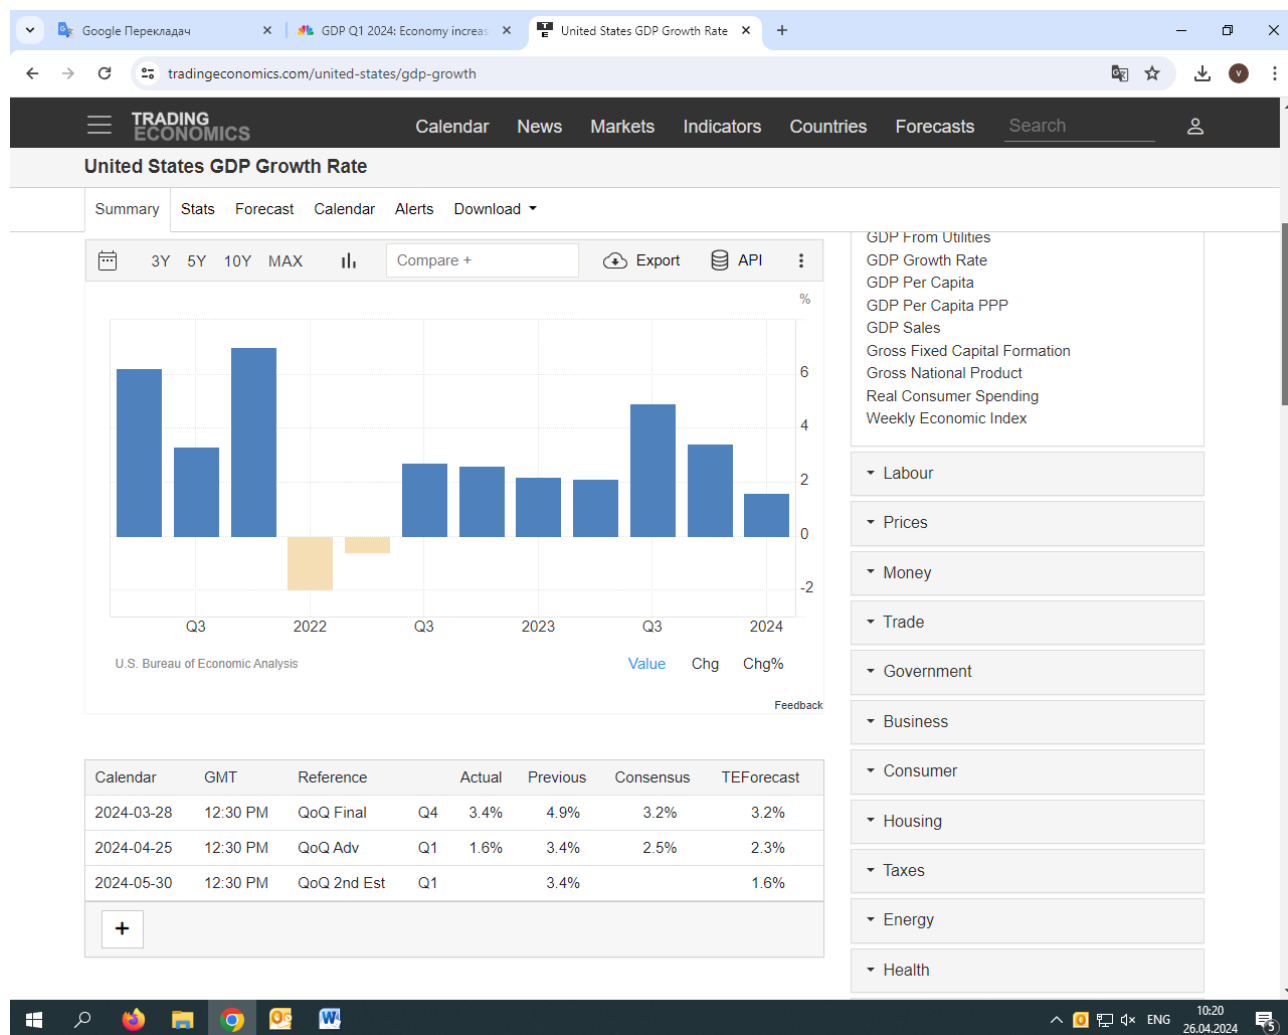 Google Перекладач
GDP Q1 2024: Economy increas
United States GDP Growth Rate
tradingeconomics.com/united-states/gdp-growth
V
TRADING ECONOMICS
Calendar News Markets Indicators Countries Forecasts Search
United States GDP Growth Rate
Summary Stats Forecast Calendar Alerts Download
3Y 5Y 10Y MAX Compare + Export API
%
6
4
2
0
-2
Q3 2022 Q3 2023 Q3 2024
U.S. Bureau of Economic Analysis Value Chg Chg%
Feedback
Calendar GMT Reference Actual Previous Consensus TEForecast
2024-03-28 12:30 PM QoQ Final Q4 3.4% 4.9% 3.2% 3.2%
2024-04-25 12:30 PM QoQ Adv Q1 1.6% 3.4% 2.5% 2.3%
2024-05-30 12:30 PM QoQ 2nd Est Q1 3.4% 1.6%
+
GDP From Utilities
GDP Growth Rate
GDP Per Capita
GDP Per Capita PPP
GDP Sales
Gross Fixed Capital Formation
Gross National Product
Real Consumer Spending
Weekly Economic Index
Labour
Prices
Money
Trade
Government
Business
Consumer
Housing
Taxes
Energy
Health
ENG
10:20
26.04.2024